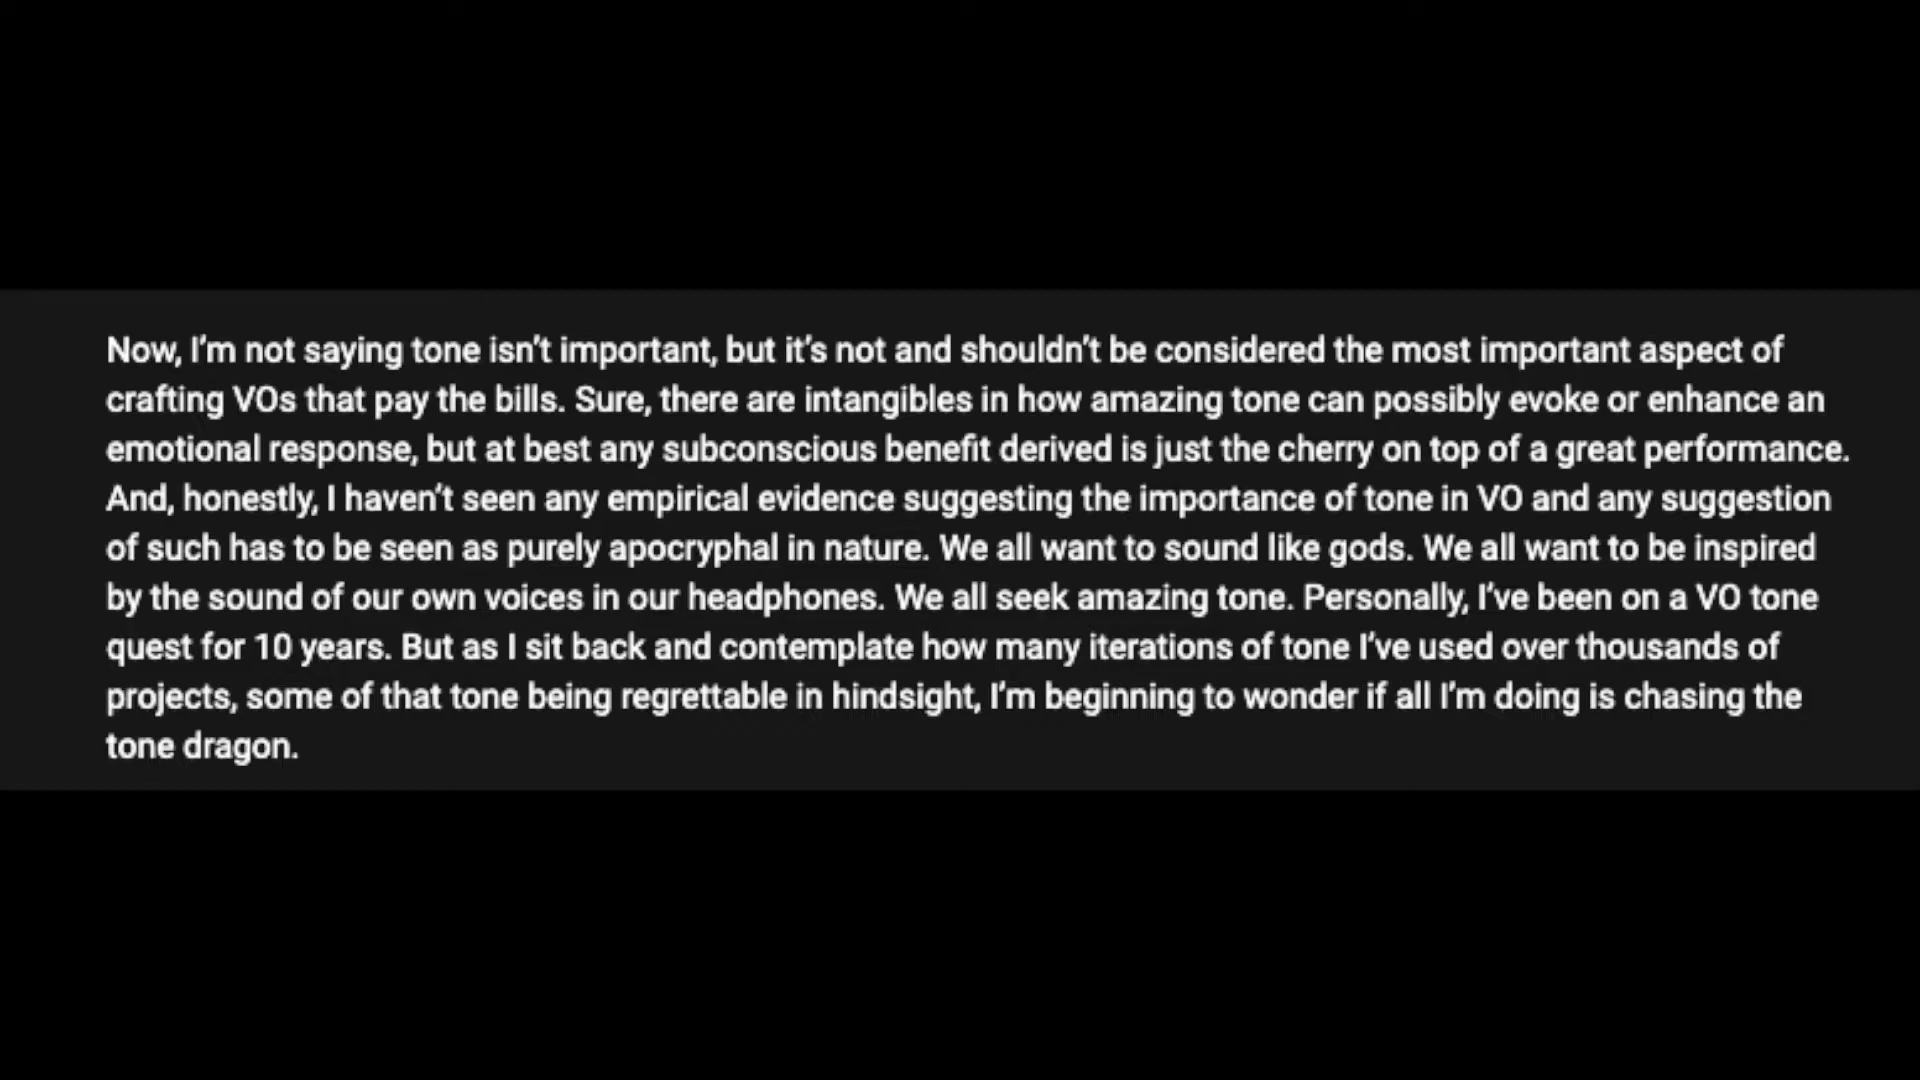 Now, I’m not saying tone isn’t important, but it’s not and shouldn’t be considered the most important aspect of
crafting VOs that pay the bills. Sure, there are intangibles in how amazing tone can possibly evoke or enhance an
emotional response, but at best any subconscious benefit derived is just the cherry on top of a great performance.
And, honestly, I haven’t seen any empirical evidence suggesting the importance of tone in VO and any suggestion
of such has to be seen as purely apocryphal in nature. We all want to sound like gods. We all want to be inspired
by the sound of our own voices in our headphones. We all seek amazing tone. Personally, I’ve been on a VO tone
quest for 10 years. But as I sit back and contemplate how many iterations of tone I’ve used over thousands of
projects, some of that tone being regrettable in hindsight, I’m beginning to wonder if all I’m doing is chasing the
tone dragon.